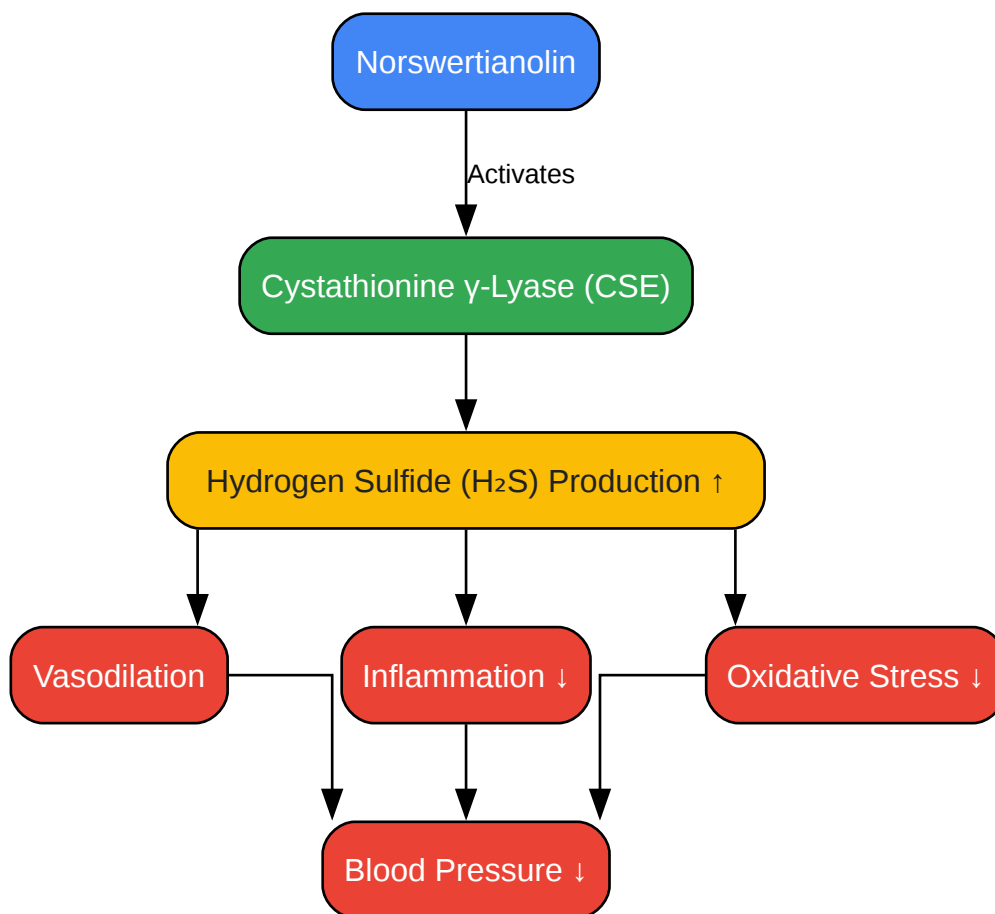 Norswertianolin
Activates
Cystathionine γ-Lyase (CSE)
Hydrogen Sulfide (H₂S) Production ↑
Vasodilation
Inflammation ↓
Oxidative Stress ↓
Blood Pressure ↓